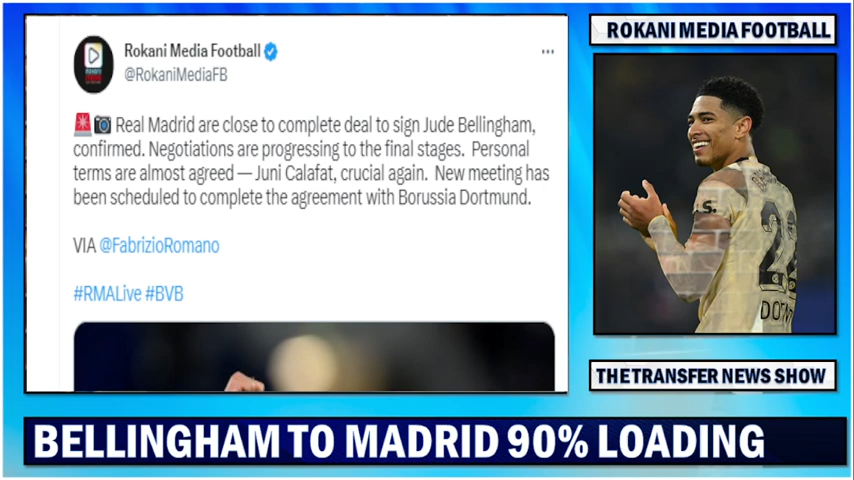 Rokani Media Football
@RokaniMediaFB
Real Madrid are close to complete deal to sign Jude Bellingham,
confirmed. Negotiations are progressing to the final stages. Personal
terms are almost agreed — Juni Calafat, crucial again. New meeting has
been scheduled to complete the agreement with Borussia Dortmund.
VIA @FabrizioRomano
#RMALive #BVB
ROKANI MEDIA FOOTBALL
22
THE TRANSFER NEWS SHOW
BELLINGHAM TO MADRID 90% LOADING